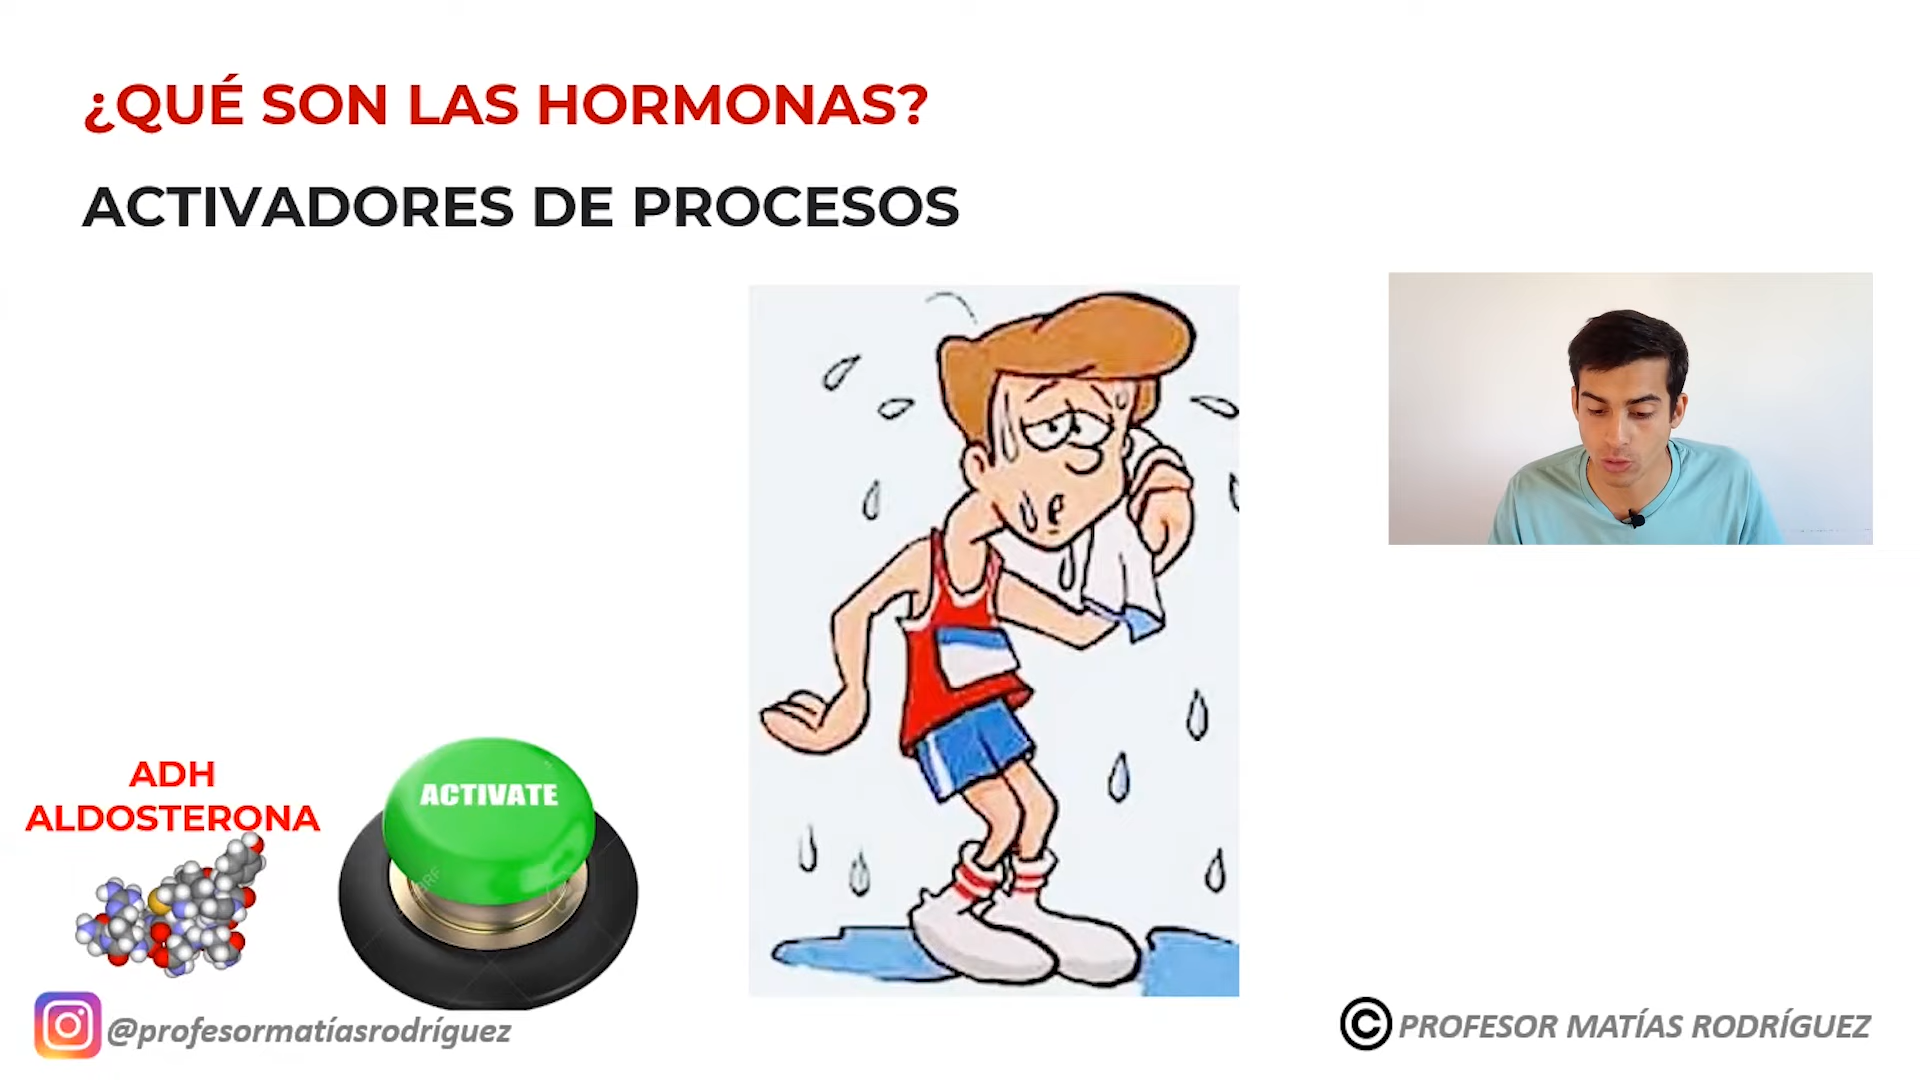 ¿QUÉ SON LAS HORMONAS?
ACTIVADORES DE PROCESOS
ADH
ALDOSTERONA
ACTIVATE
@profesormatíasrodríguez
© PROFESOR MATÍAS RODRÍGUEZ